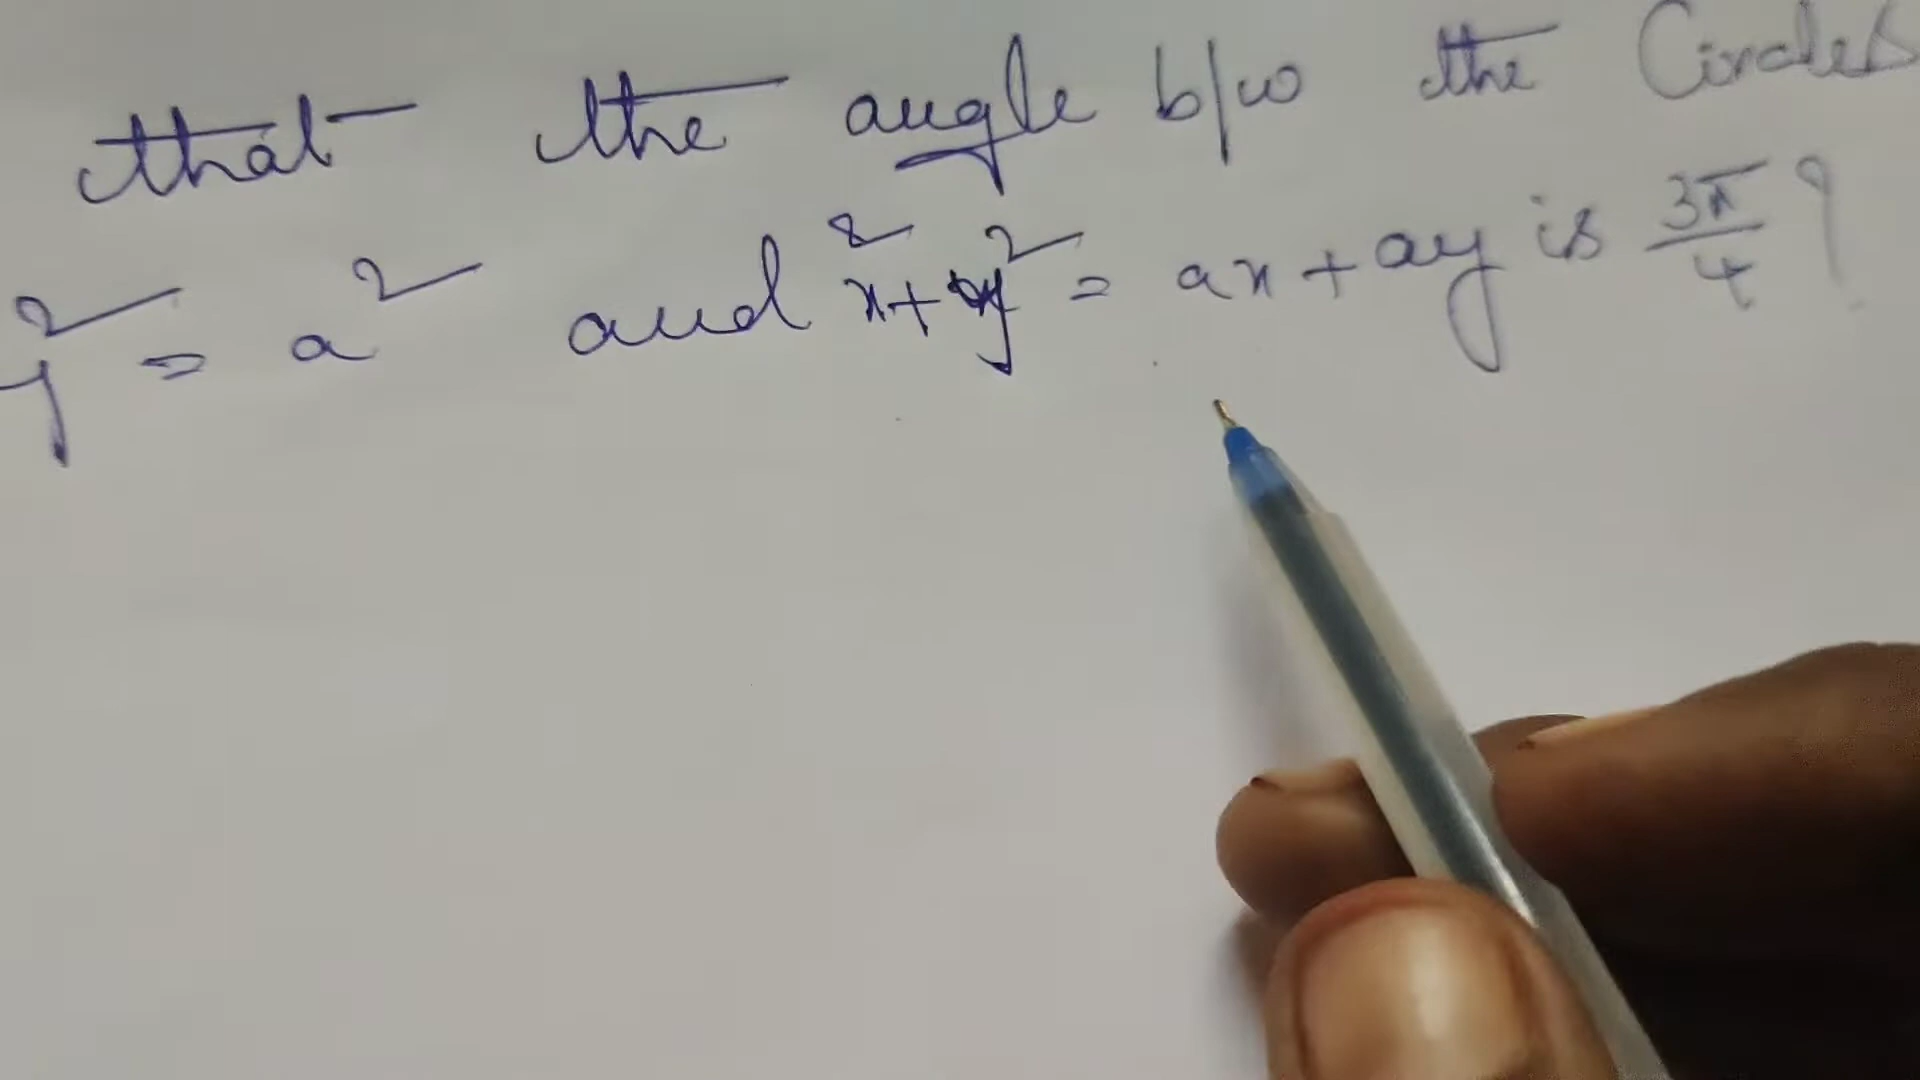 that the angle b/w the Circles
y² = a² and x²+y² = ax + ay is 3π/4 ?